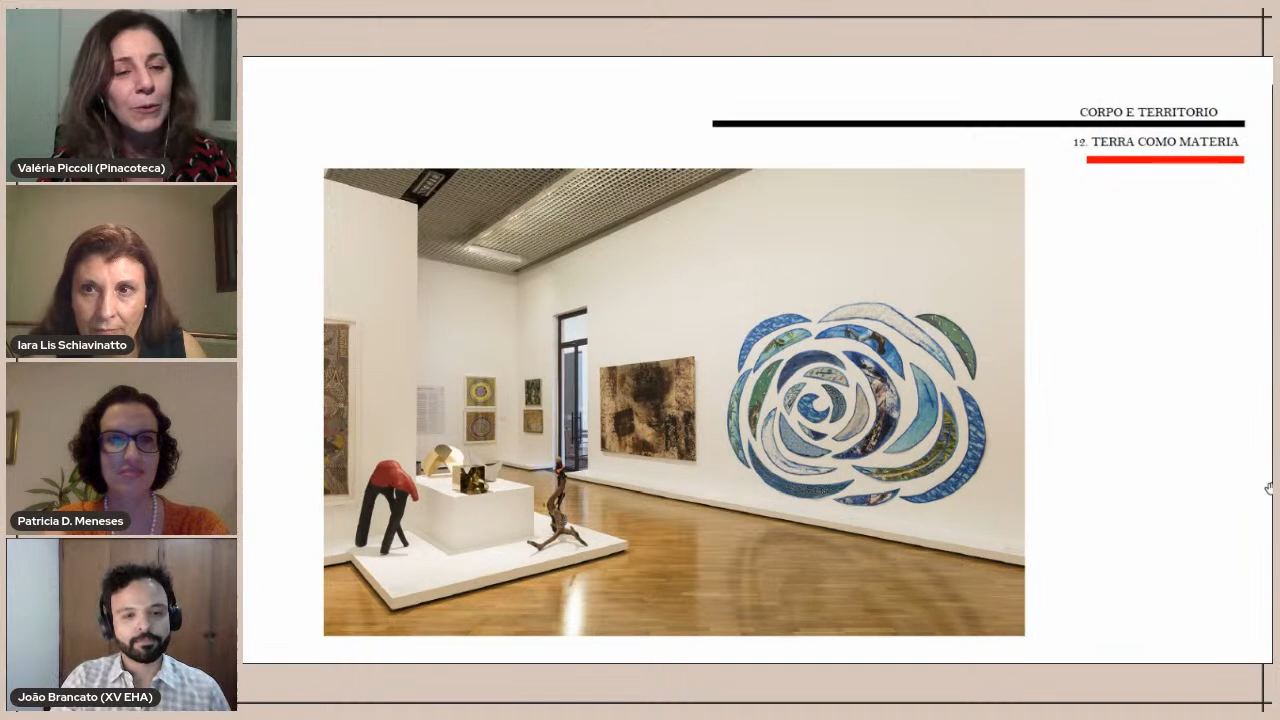 Valéria Piccoli (Pinacoteca)
Iara Lis Schiavinatto
Patricia D. Meneses
João Brancato (XV EHA)
CORPO E TERRITORIO
12. TERRA COMO MATERIA